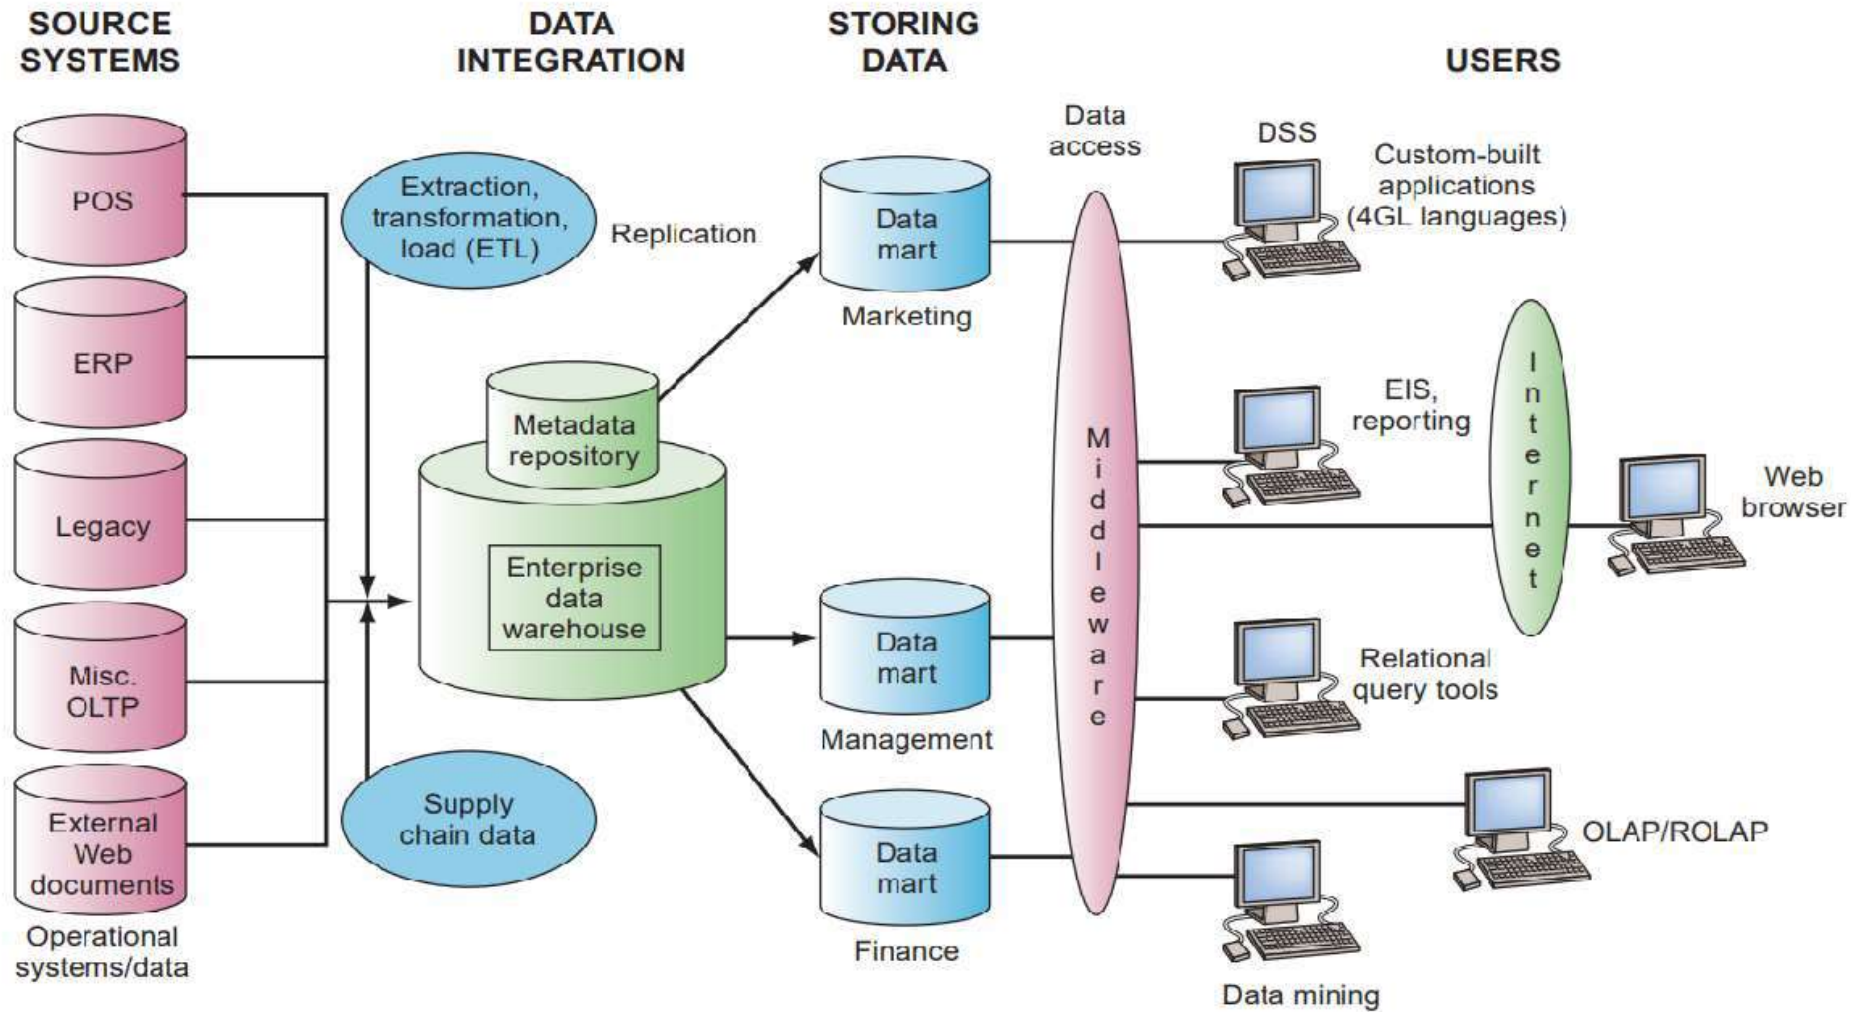 SOURCE
SYSTEMS
DATA
INTEGRATION
STORING
DATA
USERS
POS
ERP
Legacy
Misc.
OLTP
External
Web
documents
Operational
systems/data
Extraction,
transformation,
load (ETL)
Replication
Metadata
repository
Enterprise
data
warehouse
Supply
chain data
Data
mart
Marketing
Data
mart
Management
Data
mart
Finance
Data
access
Middleware
DSS
Custom-built
applications
(4GL languages)
EIS,
reporting
Internet
Web
browser
Relational
query tools
OLAP/ROLAP
Data mining